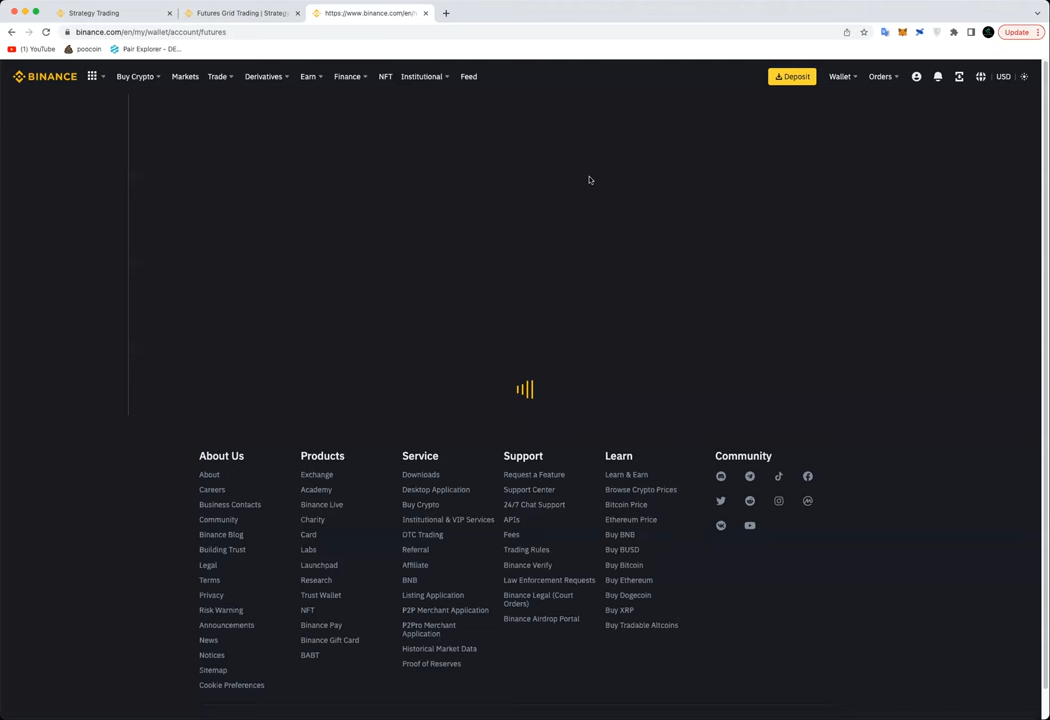 Strategy Trading
Futures Grid Trading | Strateg
https://www.binance.com/en/
binance.com/en/my/wallet/account/futures
Update
YouTube
poocoin
Pair Explorer - DE...
BINANCE
Buy Crypto
Markets
Trade
Derivatives
Earn
Finance
NFT
Institutional
Feed
Deposit
Wallet
Orders
USD
About Us
About
Careers
Business Contacts
Community
Binance Blog
Building Trust
Legal
Terms
Privacy
Risk Warning
Announcements
News
Notices
Sitemap
Cookie Preferences
Products
Exchange
Academy
Binance Live
Charity
Card
Labs
Launchpad
Research
Trust Wallet
NFT
Binance Pay
Binance Gift Card
BABT
Service
Downloads
Desktop Application
Buy Crypto
Institutional & VIP Services
OTC Trading
Referral
Affiliate
BNB
Listing Application
P2P Merchant Application
P2Pro Merchant
Application
Historical Market Data
Proof of Reserves
Support
Request a Feature
Support Center
24/7 Chat Support
APIs
Fees
Trading Rules
Binance Verify
Law Enforcement Requests
Binance Legal (Court
Orders)
Binance Airdrop Portal
Learn
Learn & Earn
Browse Crypto Prices
Bitcoin Price
Ethereum Price
Buy BNB
Buy BUSD
Buy Bitcoin
Buy Ethereum
Buy Dogecoin
Buy XRP
Buy Tradable Altcoins
Community